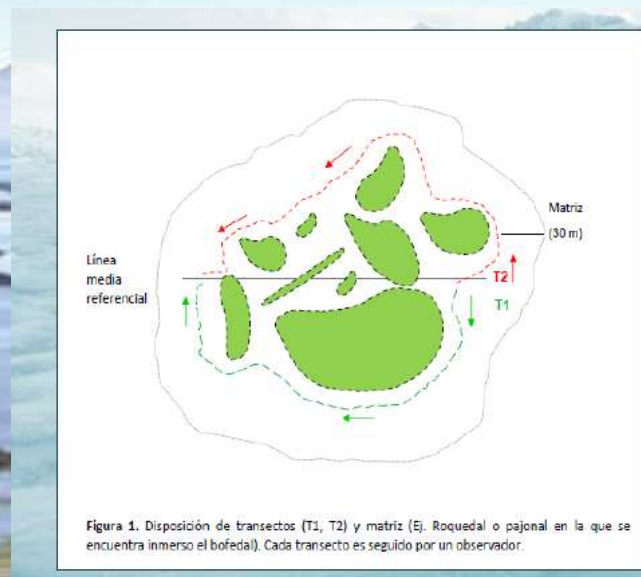 Matriz
(30 m)
Línea
media
referencial
T2
T1
Figura 1. Disposición de transectos (T1, T2) y matriz (Ej. Roquedal o pajonal en la que se
encuentra inmerso el bofedal). Cada transecto es seguido por un observador.